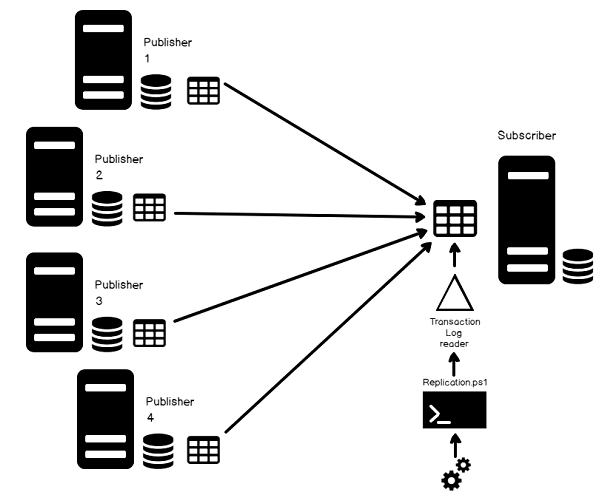 Publisher
1
Publisher
2
Publisher
3
Publisher
4
Subscriber
Transaction
Log
reader
Replication.ps1